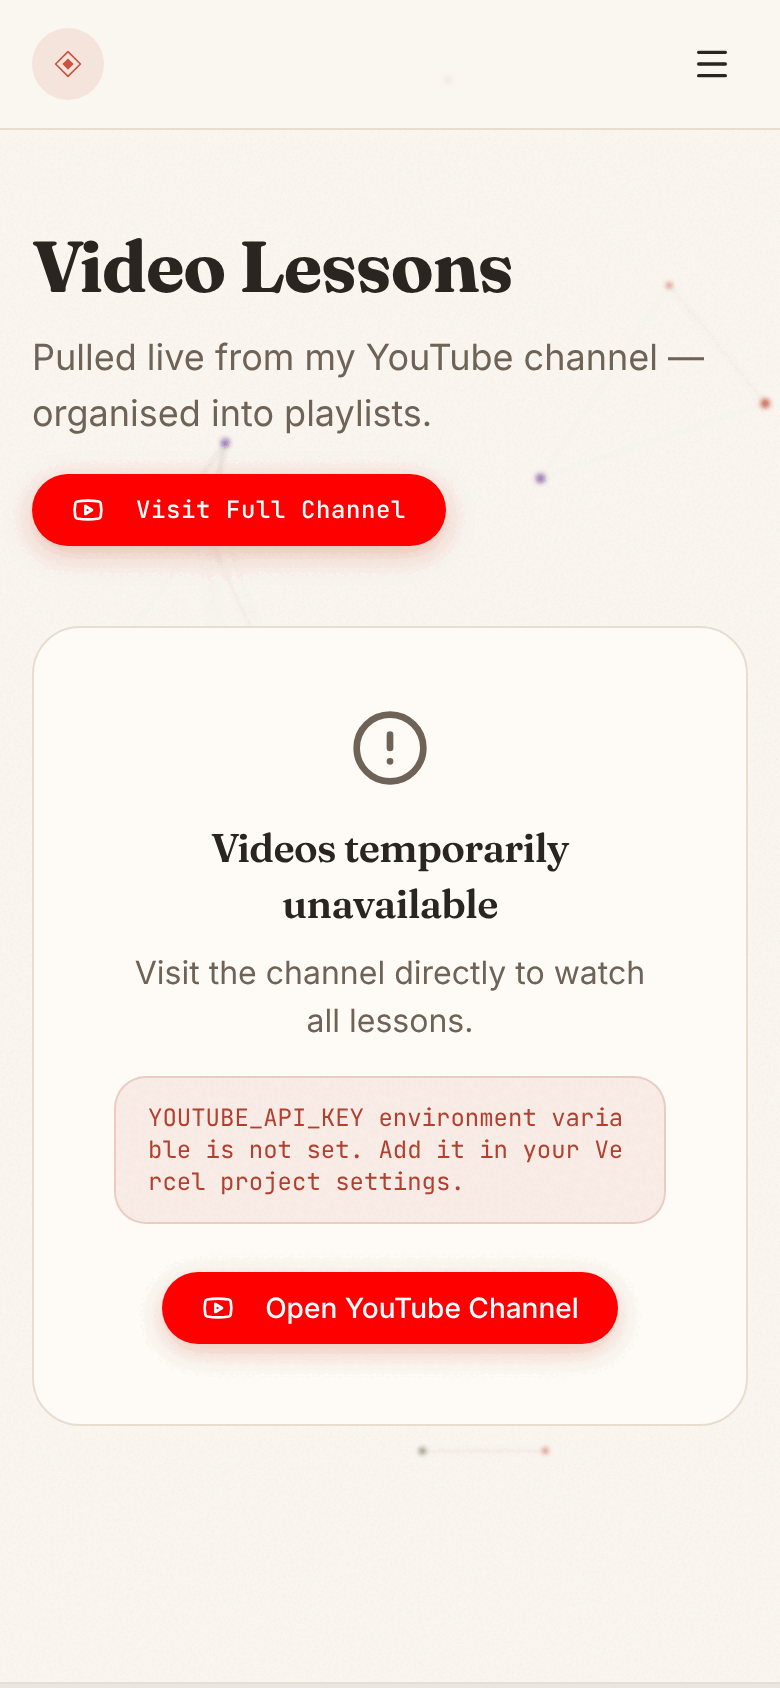 Video Lessons
Pulled live from my YouTube channel —
organised into playlists.
Visit Full Channel
Videos temporarily
unavailable
Visit the channel directly to watch
all lessons.
YOUTUBE_API_KEY environment varia
ble is not set. Add it in your Ve
rcel project settings.
Open YouTube Channel